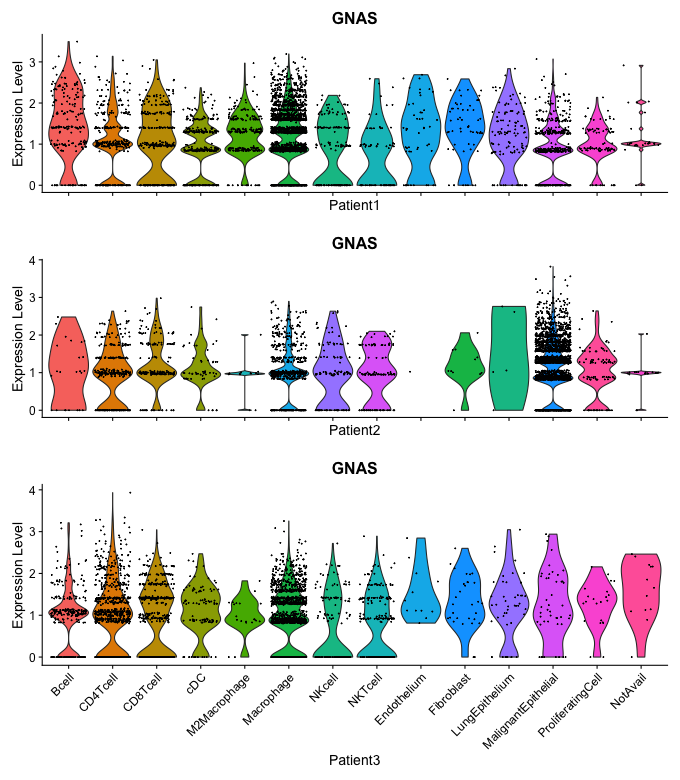 GNAS
Expression Level
3
2
1
0
Patient1
GNAS
Expression Level
4
3
2
1
0
Patient2
GNAS
Expression Level
4
3
2
1
0
Bcell
CD4Tcell
CD8Tcell
cDC
M2Macrophage
Macrophage
NKcell
NKTcell
Endothelium
Fibroblast
LungEpithelium
MalignantEpithelial
ProliferatingCell
NotAvail
Patient3